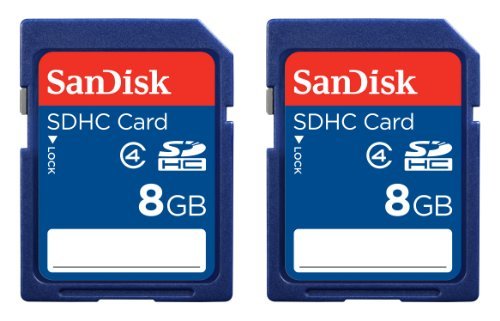 SanDisk
SDHC Card
LOCK
4
SD
HC
8GB
SanDisk
SDHC Card
LOCK
4
SD
HC
8GB